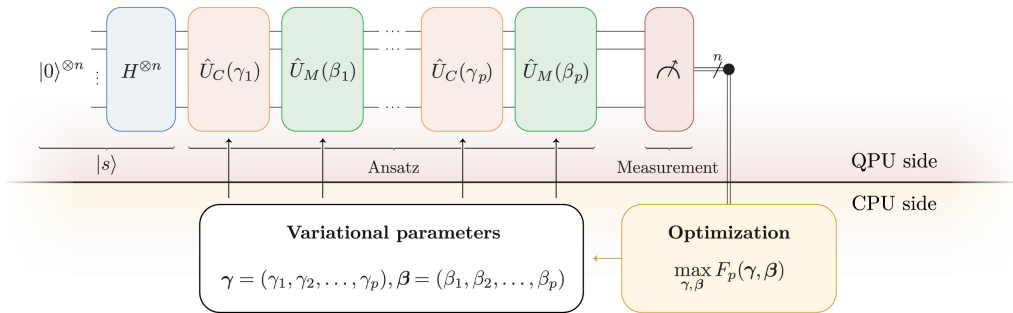 |0⟩^{⊗n} ⋮ H^{⊗n} Û_C(γ_1) Û_M(β_1) ⋯ ⋯ ⋯ Û_C(γ_p) Û_M(β_p) n
|s⟩ Ansatz Measurement
QPU side
CPU side
Variational parameters
γ = (γ_1, γ_2, . . . , γ_p), β = (β_1, β_2, . . . , β_p)
Optimization
max_{γ,β} F_p(γ, β)